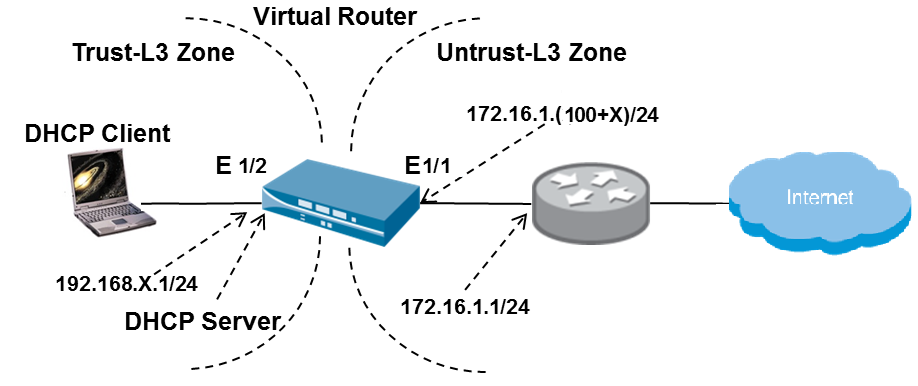 Virtual Router
Trust-L3 Zone
Untrust-L3 Zone
172.16.1.(100+X)/24
DHCP Client
E 1/2
E1/1
Internet
192.168.X.1/24
172.16.1.1/24
DHCP Server